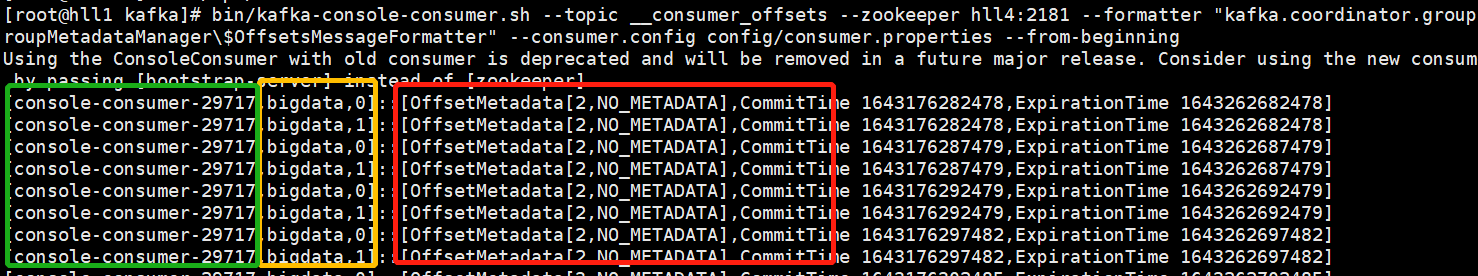 [root@hll1 kafka]# bin/kafka-console-consumer.sh --topic __consumer_offsets --zookeeper hll4:2181 --formatter "kafka.coordinator.group
roupMetadataManager\$OffsetsMessageFormatter" --consumer.config config/consumer.properties --from-beginning
Using the ConsoleConsumer with old consumer is deprecated and will be removed in a future major release. Consider using the new consum
by passing [bootstrap-server] instead of [zookeeper]
[console-consumer-29717,bigdata,0]::[OffsetMetadata[2,NO_METADATA],CommitTime 1643176282478,ExpirationTime 1643262682478]
[console-consumer-29717,bigdata,1]::[OffsetMetadata[2,NO_METADATA],CommitTime 1643176282478,ExpirationTime 1643262682478]
[console-consumer-29717,bigdata,0]::[OffsetMetadata[2,NO_METADATA],CommitTime 1643176287479,ExpirationTime 1643262687479]
[console-consumer-29717,bigdata,1]::[OffsetMetadata[2,NO_METADATA],CommitTime 1643176287479,ExpirationTime 1643262687479]
[console-consumer-29717,bigdata,0]::[OffsetMetadata[2,NO_METADATA],CommitTime 1643176292479,ExpirationTime 1643262692479]
[console-consumer-29717,bigdata,1]::[OffsetMetadata[2,NO_METADATA],CommitTime 1643176292479,ExpirationTime 1643262692479]
[console-consumer-29717,bigdata,0]::[OffsetMetadata[2,NO_METADATA],CommitTime 1643176297482,ExpirationTime 1643262697482]
[console-consumer-29717,bigdata,1]::[OffsetMetadata[2,NO_METADATA],CommitTime 1643176297482,ExpirationTime 1643262697482]